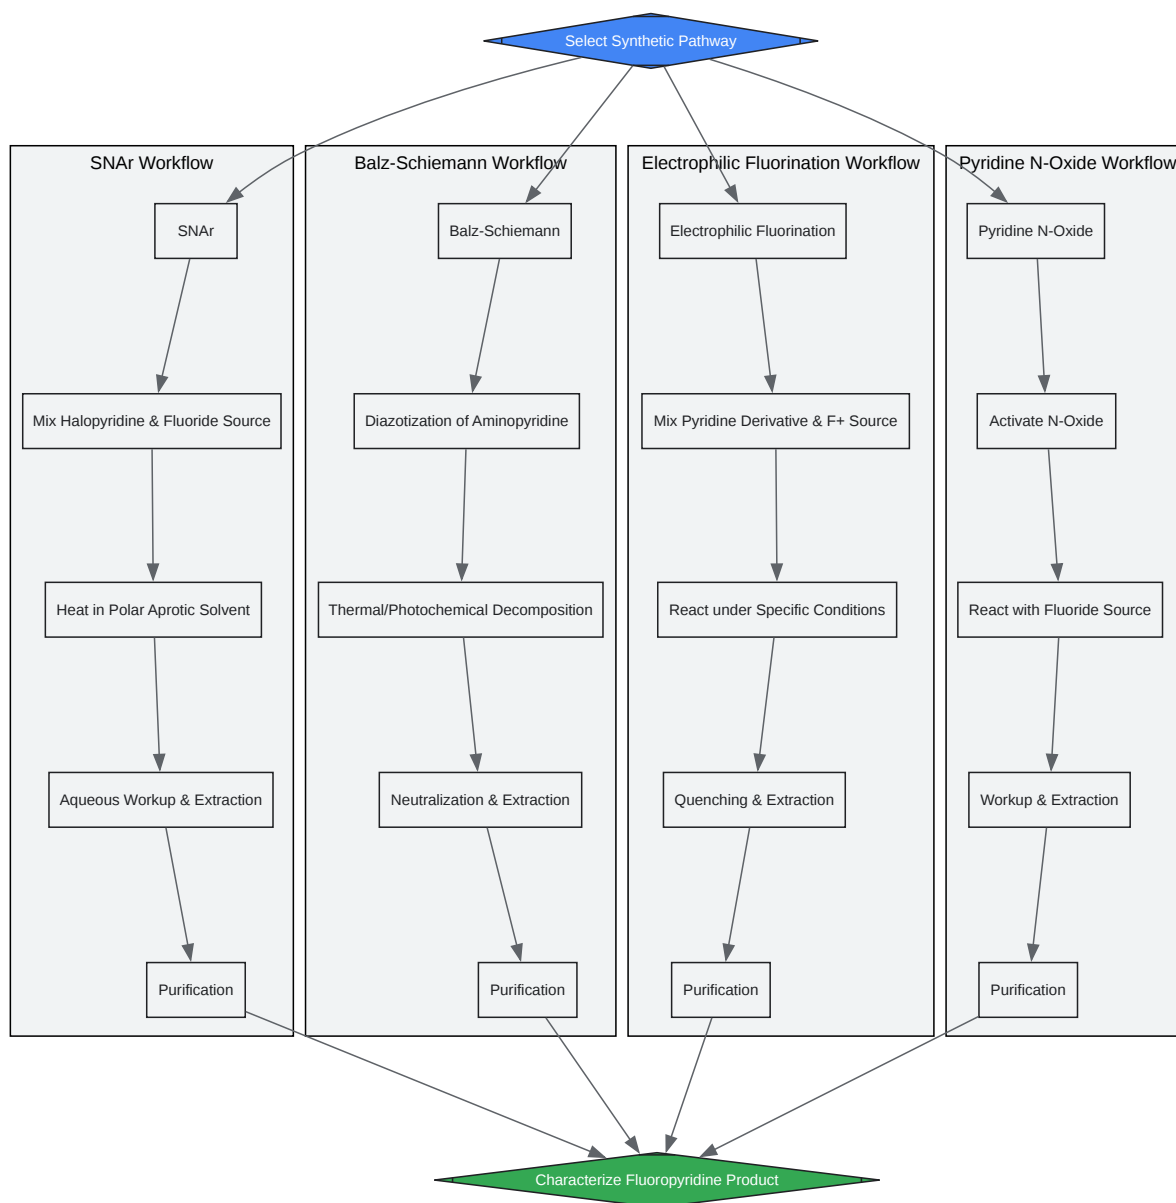 Select Synthetic Pathway
SNAr Workflow
SNAr
Mix Halopyridine & Fluoride Source
Heat in Polar Aprotic Solvent
Aqueous Workup & Extraction
Purification
Balz-Schiemann Workflow
Balz-Schiemann
Diazotization of Aminopyridine
Thermal/Photochemical Decomposition
Neutralization & Extraction
Purification
Electrophilic Fluorination Workflow
Electrophilic Fluorination
Mix Pyridine Derivative & F+ Source
React under Specific Conditions
Quenching & Extraction
Purification
Pyridine N-Oxide Workflow
Pyridine N-Oxide
Activate N-Oxide
React with Fluoride Source
Workup & Extraction
Purification
Characterize Fluoropyridine Product